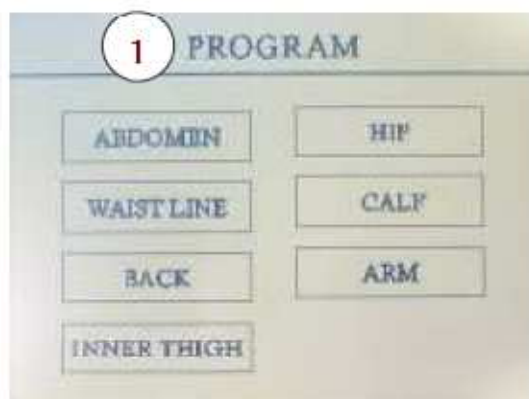 1 PROGRAM
ABDOMEN
HIP
WAIST LINE
CALF
BACK
ARM
INNER THIGH